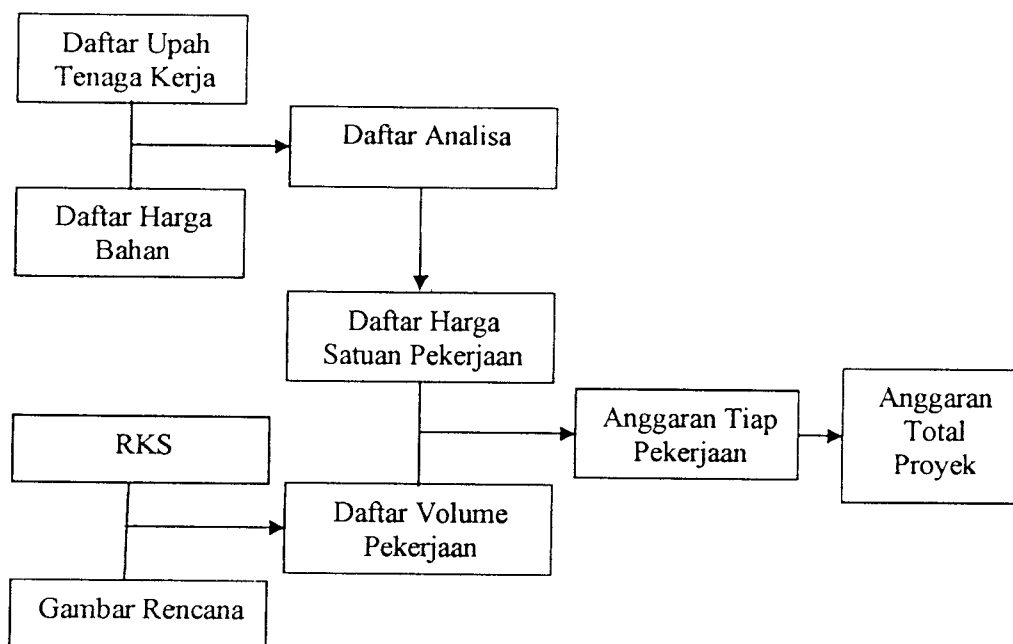 Daftar Upah
Tenaga Kerja
Daftar Analisa
Daftar Harga
Bahan
Daftar Harga
Satuan Pekerjaan
Anggaran Tiap
Pekerjaan
Anggaran
Total
Proyek
RKS
Daftar Volume
Pekerjaan
Gambar Rencana